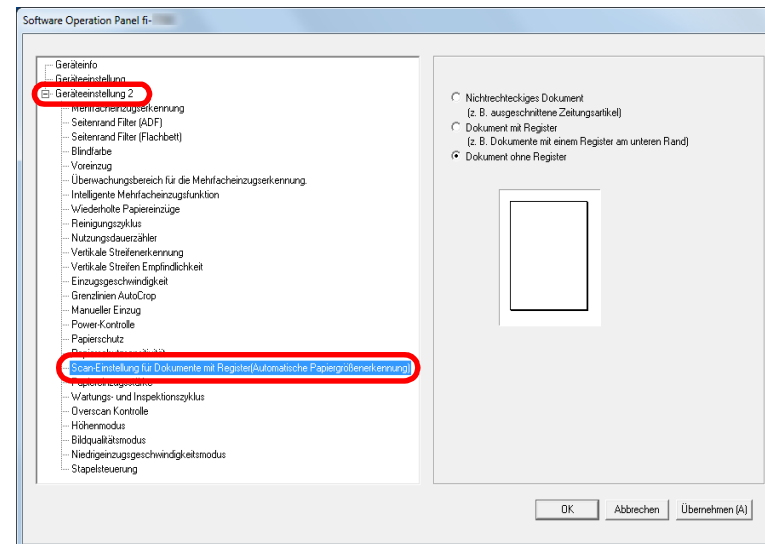 Software Operation Panel fi-
Geräteinfo
Geräteeinstellung
Geräteeinstellung 2
Mehrfacheinzugserkennung
Seitenrand Filter (ADF)
Seitenrand Filter (Flachbett)
Blindfarbe
Voreinzug
Überwachungsbereich für die Mehrfacheinzugserkennung.
Intelligente Mehrfacheinzugsfunktion
Wiederholte Papiereinzüge
Reinigungszyklus
Nutzungsdauerzähler
Vertikale Streifenerkennung
Vertikale Streifen Empfindlichkeit
Einzugsgeschwindigkeit
Grenzlinien AutoCrop
Manueller Einzug
Power-Kontrolle
Papierschutz
Scan-Einstellung für Dokumente mit Register(Automatische Papiergrößenerkennung)
Papiereinzugsstärke
Wartungs- und Inspektionszyklus
Overscan Kontrolle
Höhenmodus
Bildqualitätsmodus
Niedrigeinzugsgeschwindigkeitsmodus
Stapelsteuerung
Nichtrechteckiges Dokument
(z. B. ausgeschnittene Zeitungsartikel)
Dokument mit Register
(z. B. Dokumente mit einem Register am unteren Rand)
Dokument ohne Register
OK
Abbrechen
Übernehmen (A)